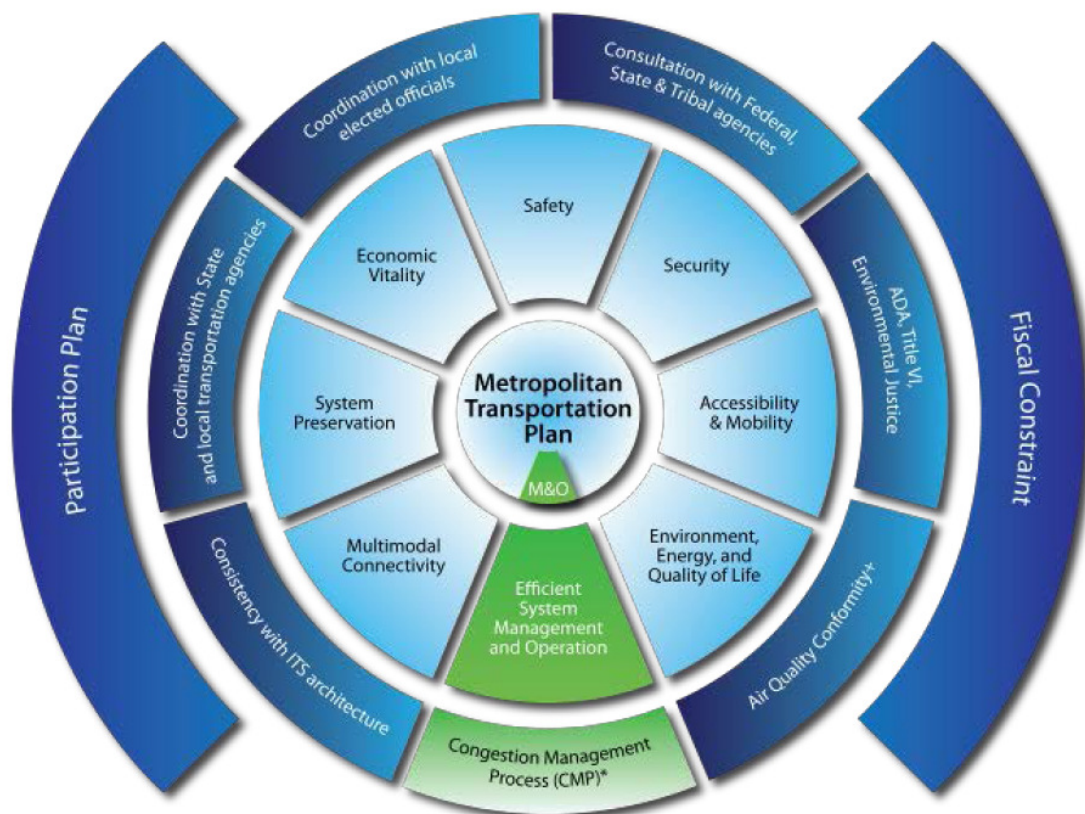 Participation Plan
Coordination with local
elected officials
Consultation with Federal,
State & Tribal agencies
Coordination with State
and local transportation agencies
ADA, Title VI,
Environmental Justice
Fiscal Constraint
Safety
Economic
Vitality
Security
System
Preservation
Metropolitan
Transportation
Plan
M&O
Accessibility
& Mobility
Multimodal
Connectivity
Efficient
System
Management
and Operation
Environment,
Energy, and
Quality of Life
Consistency with ITS architecture
Air Quality Conformity+
Congestion Management
Process (CMP)*